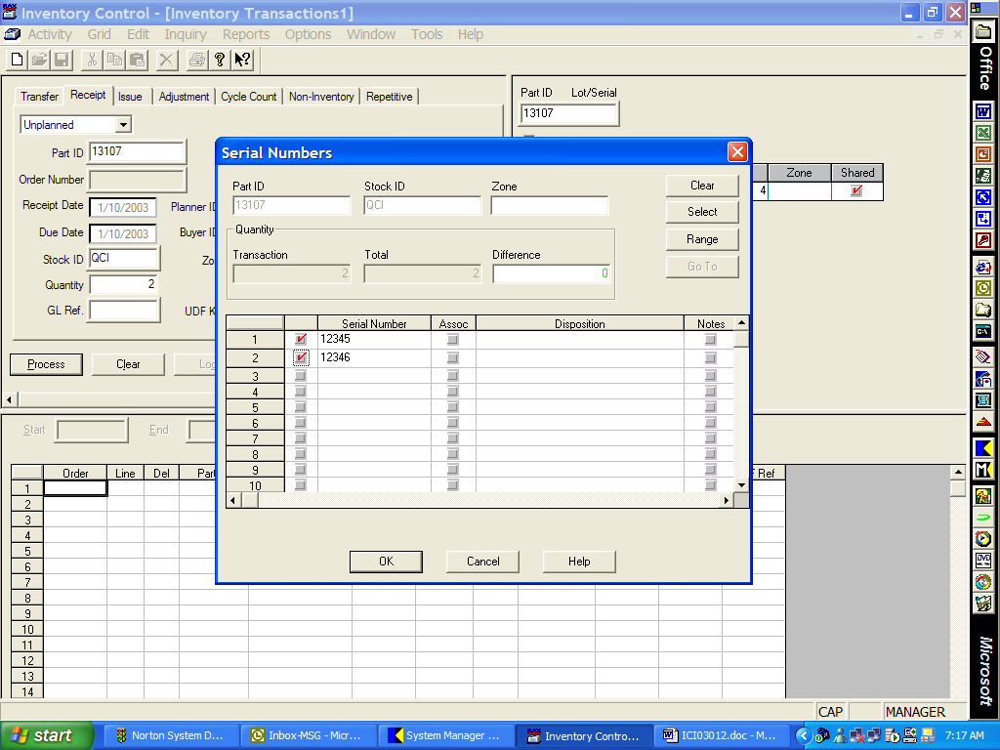 Inventory Control - [Inventory Transactions1]
Activity Grid Edit Inquiry Reports Options Window Tools Help
Transfer Receipt Issue Adjustment Cycle Count Non-Inventory Repetitive
Unplanned
Part ID 13107
Order Number
Receipt Date 1/10/2003 Planner ID
Due Date 1/10/2003 Buyer ID
Stock ID QCI Zo
Quantity 2
GL Ref. UDF K
Process Clear Log
Part ID Lot/Serial
13107
Zone Shared
4
Serial Numbers
Part ID Stock ID Zone
13107 QCI
Quantity
Transaction Total Difference
2 2 0
Clear
Select
Range
Go To
Serial Number Assoc Disposition Notes
1 12345
2 12346
3
4
5
6
7
8
9
10
OK Cancel Help
Start End
Order Line Del Part Ref
1
2
3
4
5
6
7
8
9
10
11
12
13
14
CAP MANAGER
Office
Microsoft
start Norton System D... Inbox-MSG - Micr... System Manager ... Inventory Contro... ICI03012.doc - M... 7:17 AM